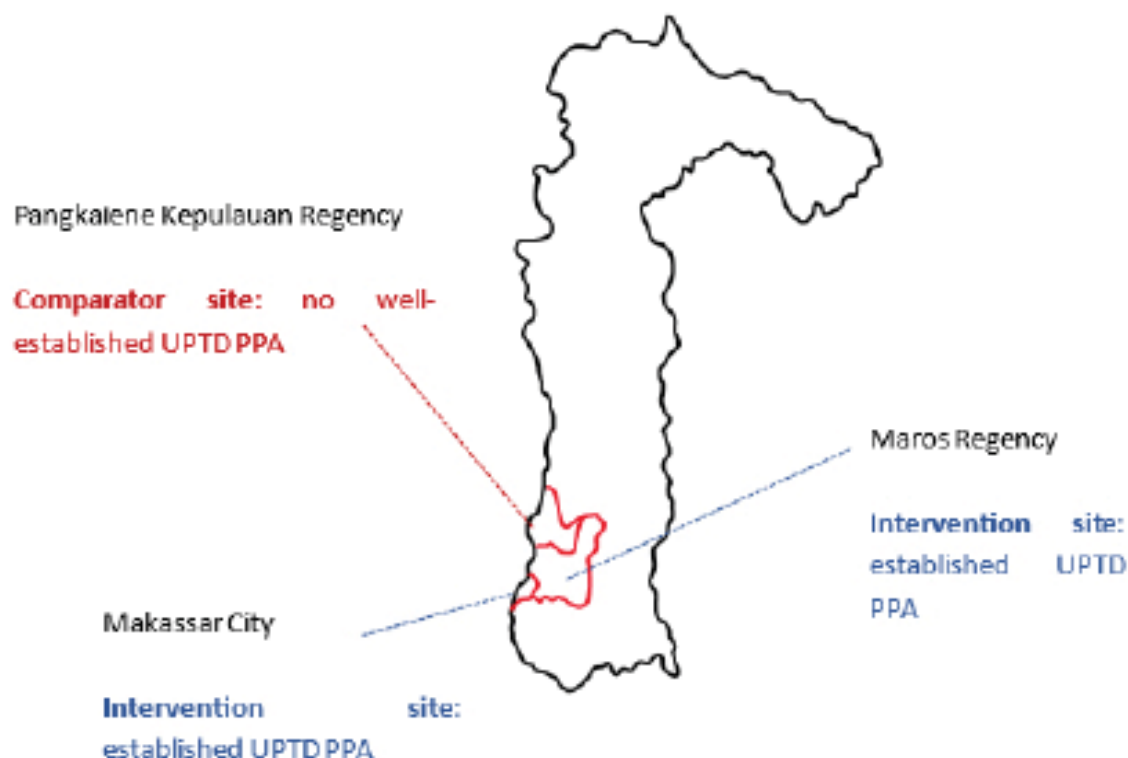 Pangkalene Kepulauan Regency
Comparator site: no well-
established UPTD PPA
Maros Regency
Intervention site:
established UPTD
PPA
Makassar City
Intervention site:
established UPTD PPA